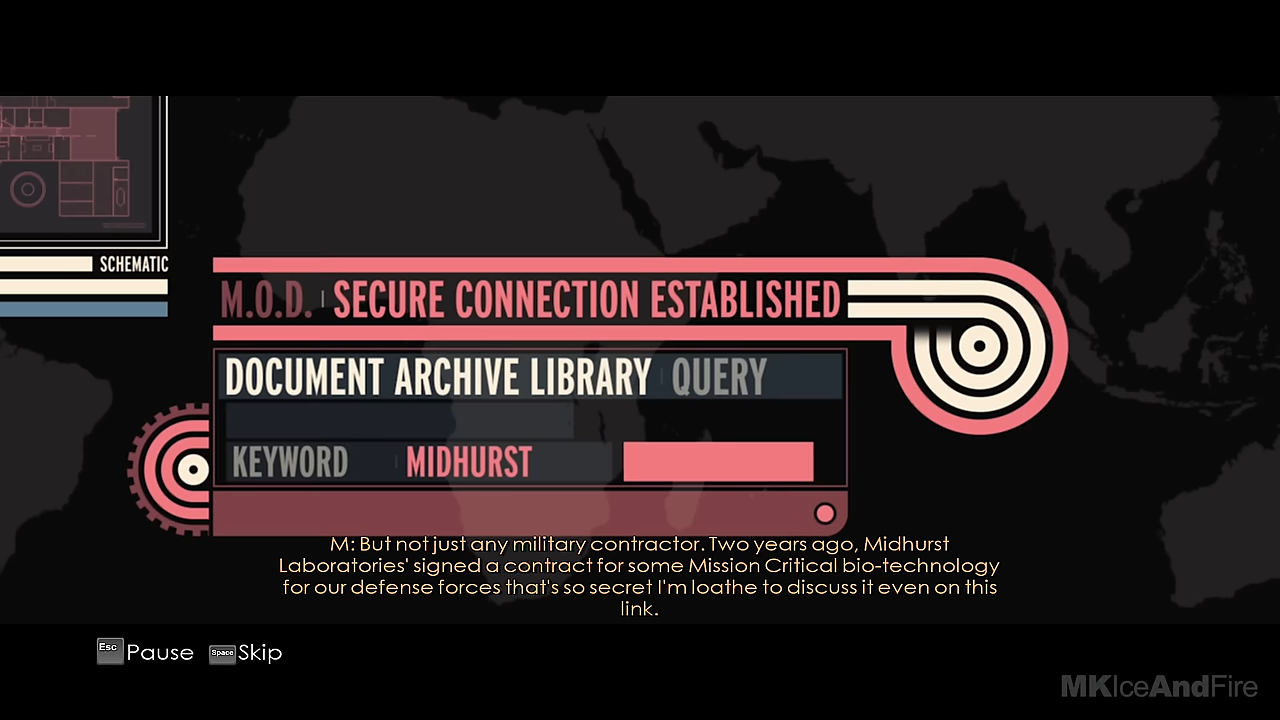 SCHEMATIC
M.O.D. SECURE CONNECTION ESTABLISHED
DOCUMENT ARCHIVE LIBRARY QUERY
KEYWORD MIDHURST
M: But not just any military contractor. Two years ago, Midhurst
Laboratories' signed a contract for some Mission Critical bio-technology
for our defense forces that's so secret I'm loathe to discuss it even on this
link.
Esc Pause Space Skip
MKIceAndFire